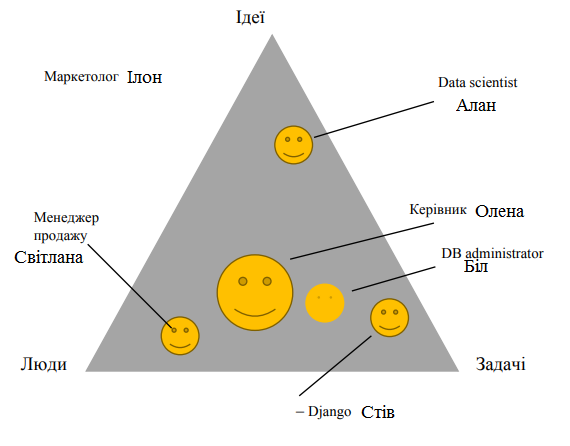 Ідеї
Маркетолог Ілон
Data scientist
Алан
Керівник Олена
Менеджер
продажу
Світлана
DB administrator
Біл
Люди
Задачі
– Django Стів